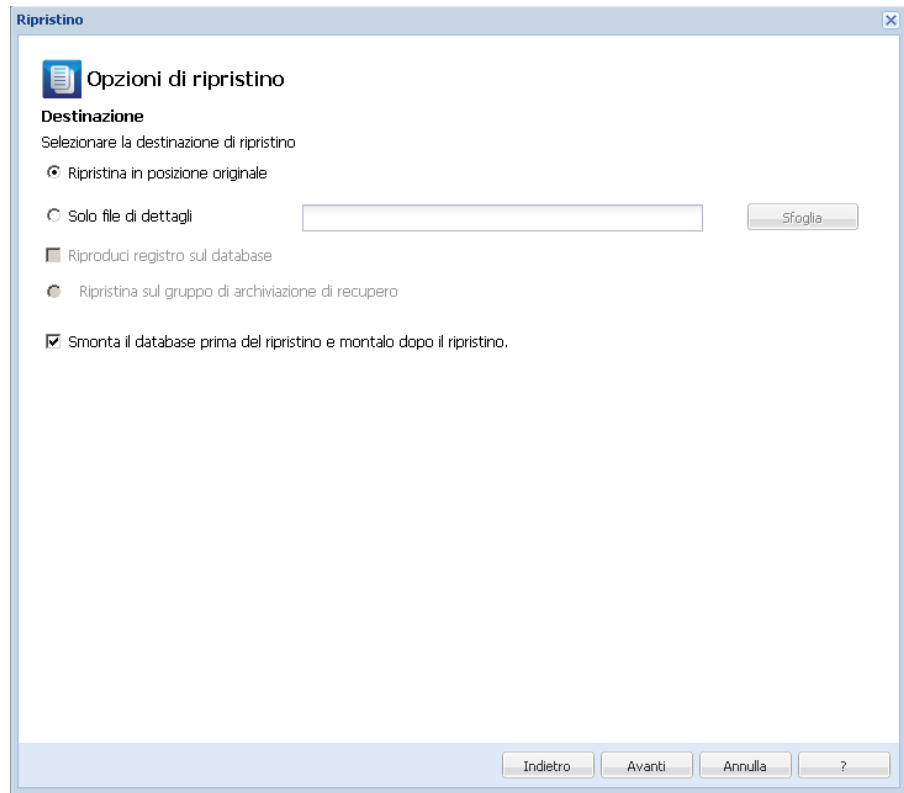 Ripristino
Opzioni di ripristino
Destinazione
Selezionare la destinazione di ripristino
Ripristina in posizione originale
Solo file di dettagli
Sfoglia
Riproduci registro sul database
Ripristina sul gruppo di archiviazione di recupero
Smonta il database prima del ripristino e montalo dopo il ripristino.
Indietro Avanti Annulla ?